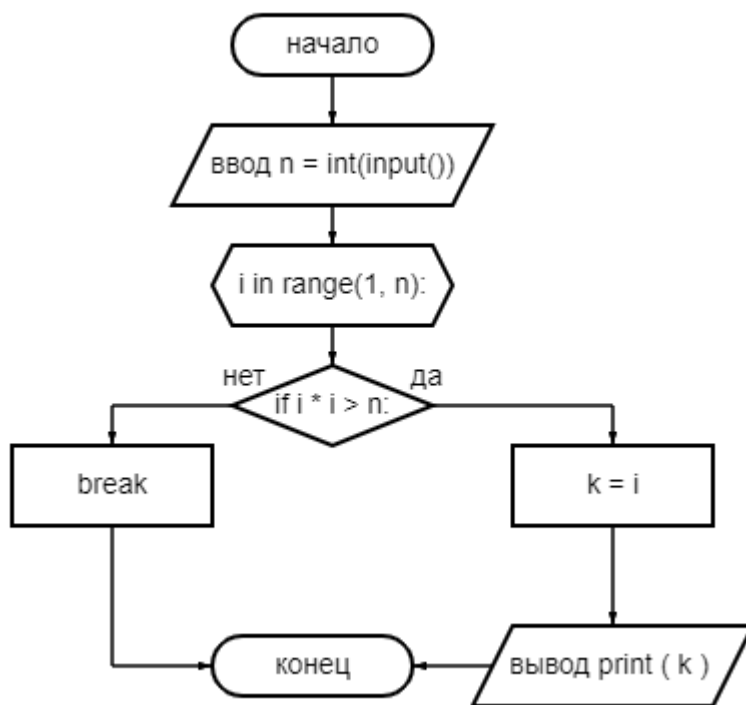 начало
ввод n = int(input())
i in range(1, n):
нет
да
if i * i > n:
break
k = i
конец
вывод print ( k )